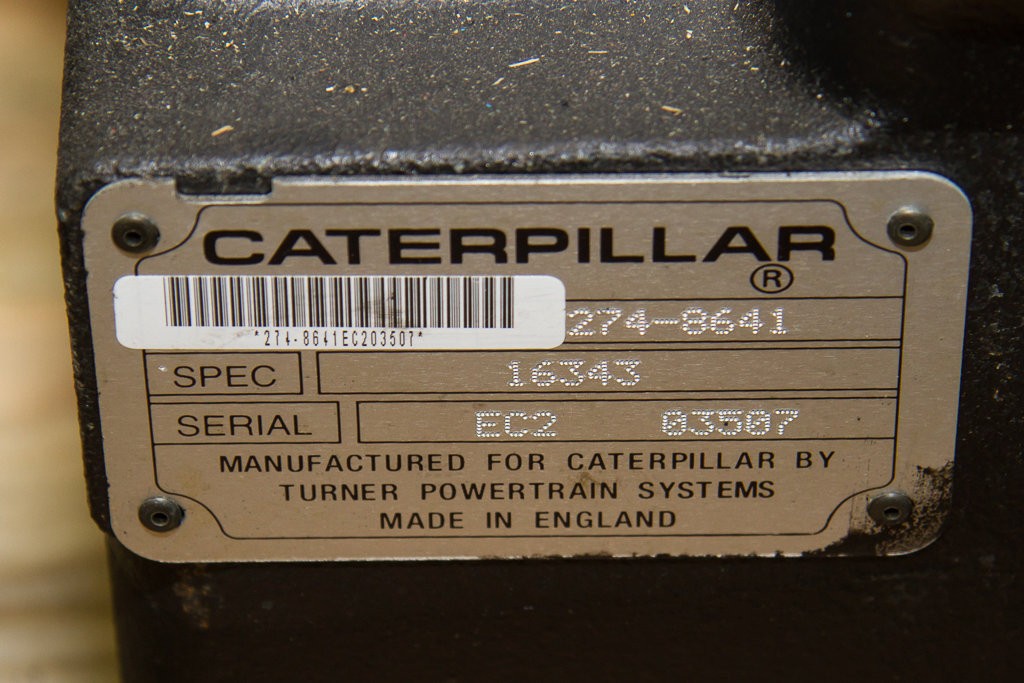 CATERPILLAR
®
*274-8641EC203507*
274-8641
SPEC 16343
SERIAL EC2 03507
MANUFACTURED FOR CATERPILLAR BY
TURNER POWERTRAIN SYSTEMS
MADE IN ENGLAND